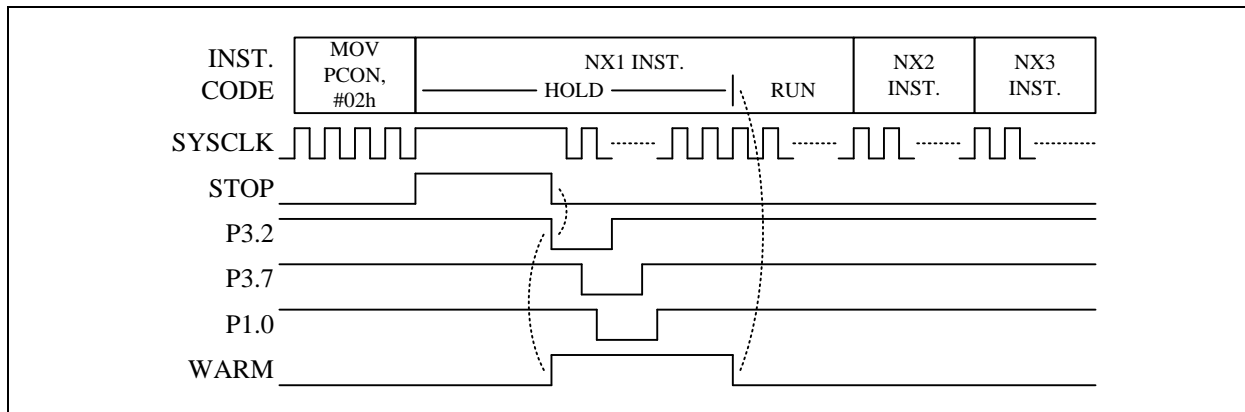 INST.
CODE
MOV
PCON,
#02h
NX1 INST.
HOLD
RUN
NX2
INST.
NX3
INST.
SYSCLK
STOP
P3.2
P3.7
P1.0
WARM